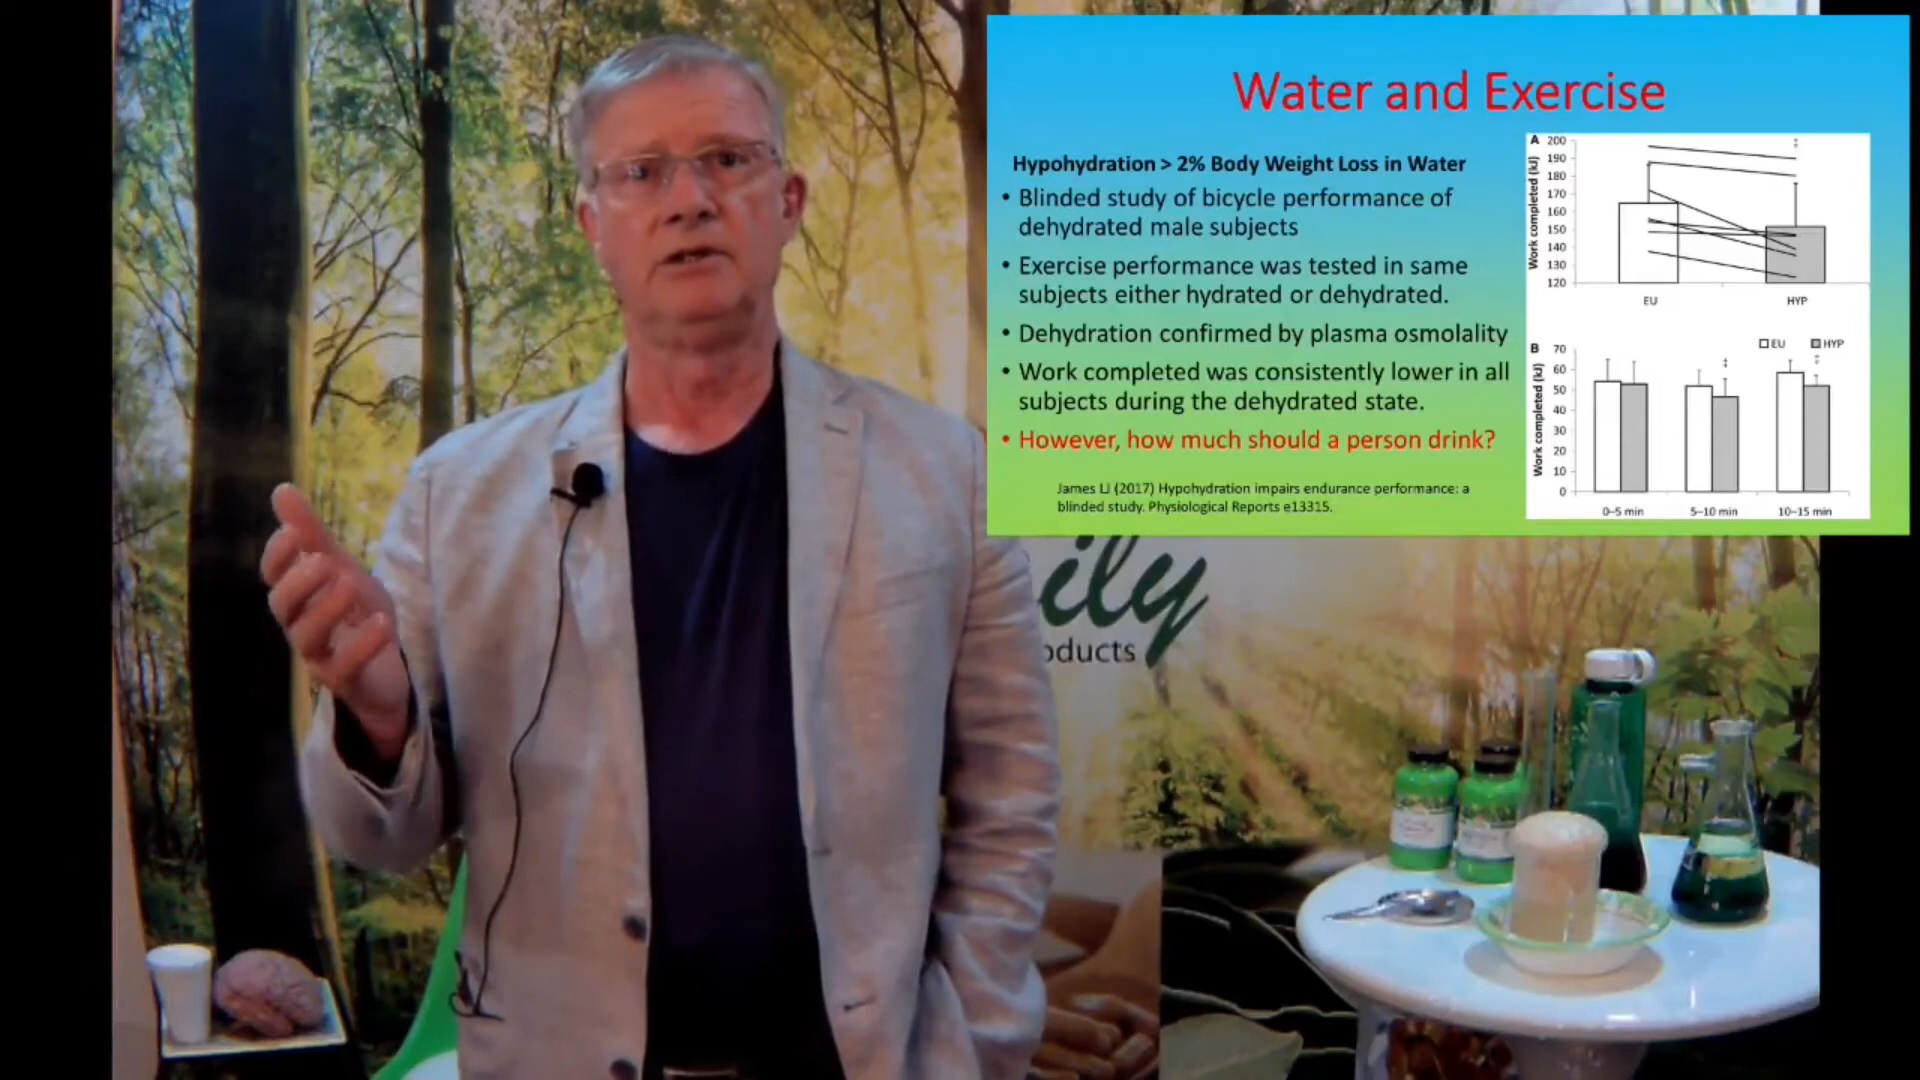 Water and Exercise
Hypohydration > 2% Body Weight Loss in Water
• Blinded study of bicycle performance of
dehydrated male subjects
• Exercise performance was tested in same
subjects either hydrated or dehydrated.
• Dehydration confirmed by plasma osmolality
• Work completed was consistently lower in all
subjects during the dehydrated state.
• However, how much should a person drink?
James LJ (2017) Hypohydration impairs endurance performance: a
blinded study. Physiological Reports e13315.
A
Work completed (kJ)
200
190
180
170
160
150
140
130
120
EU HYP
B
EU HYP
Work completed (kJ)
70
60
50
40
30
20
10
0
0–5 min 5–10 min 10–15 min
ily
oducts